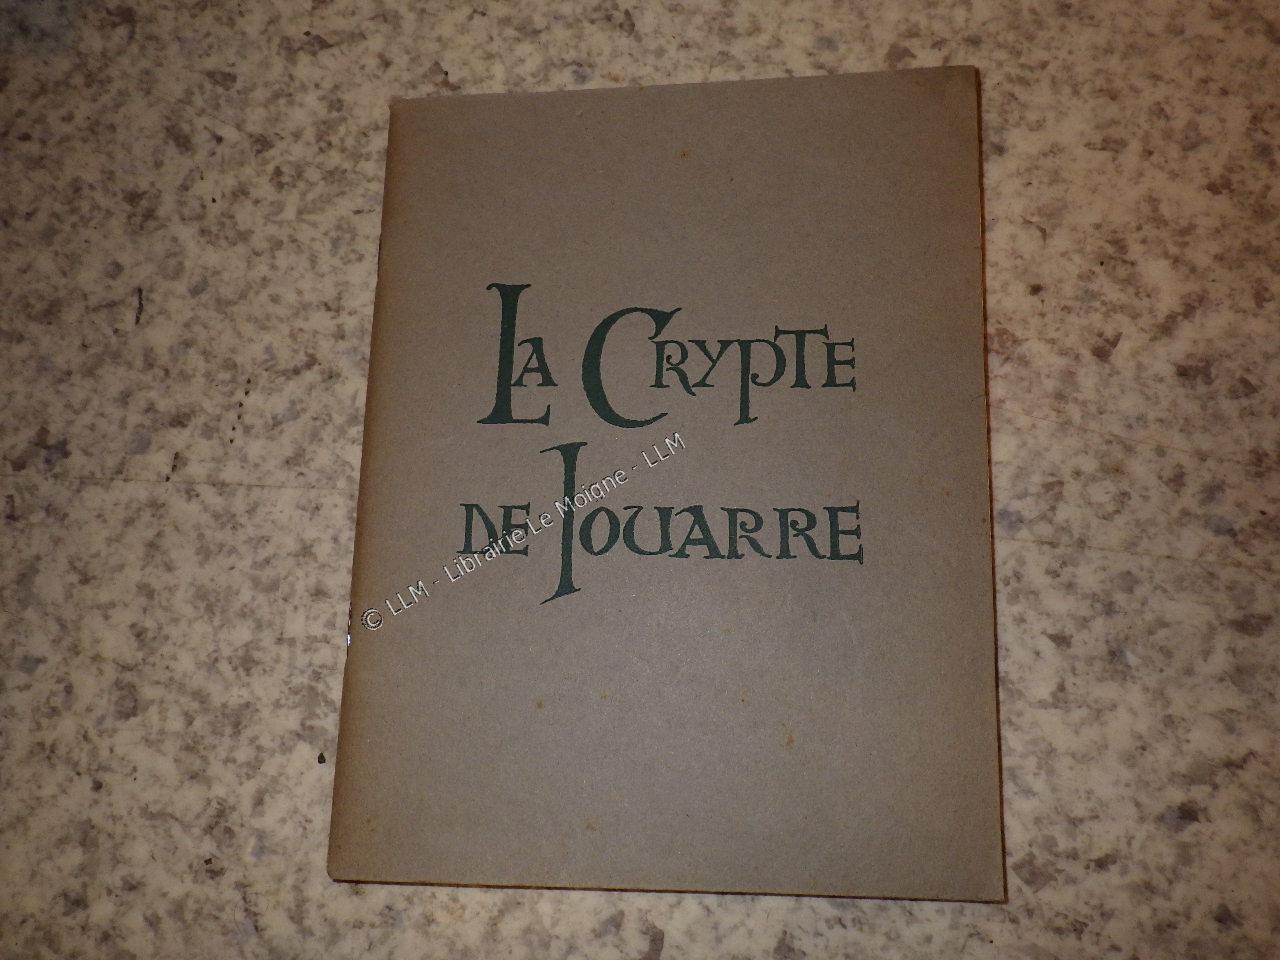 La Crypte
de Jouarre
© LLM - Librairie Le Moigne - LLM